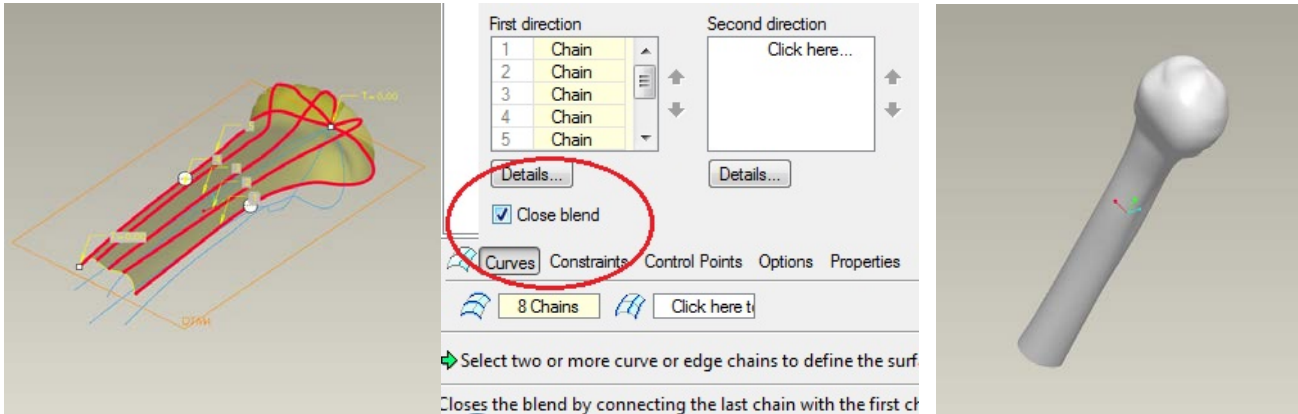 T = 0.00
First direction Second direction
1 Chain Click here...
2 Chain
3 Chain
4 Chain
5 Chain
Details... Details...
Close blend
Curves Constraints Control Points Options Properties
8 Chains Click here t
Select two or more curve or edge chains to define the surf
Closes the blend by connecting the last chain with the first ch